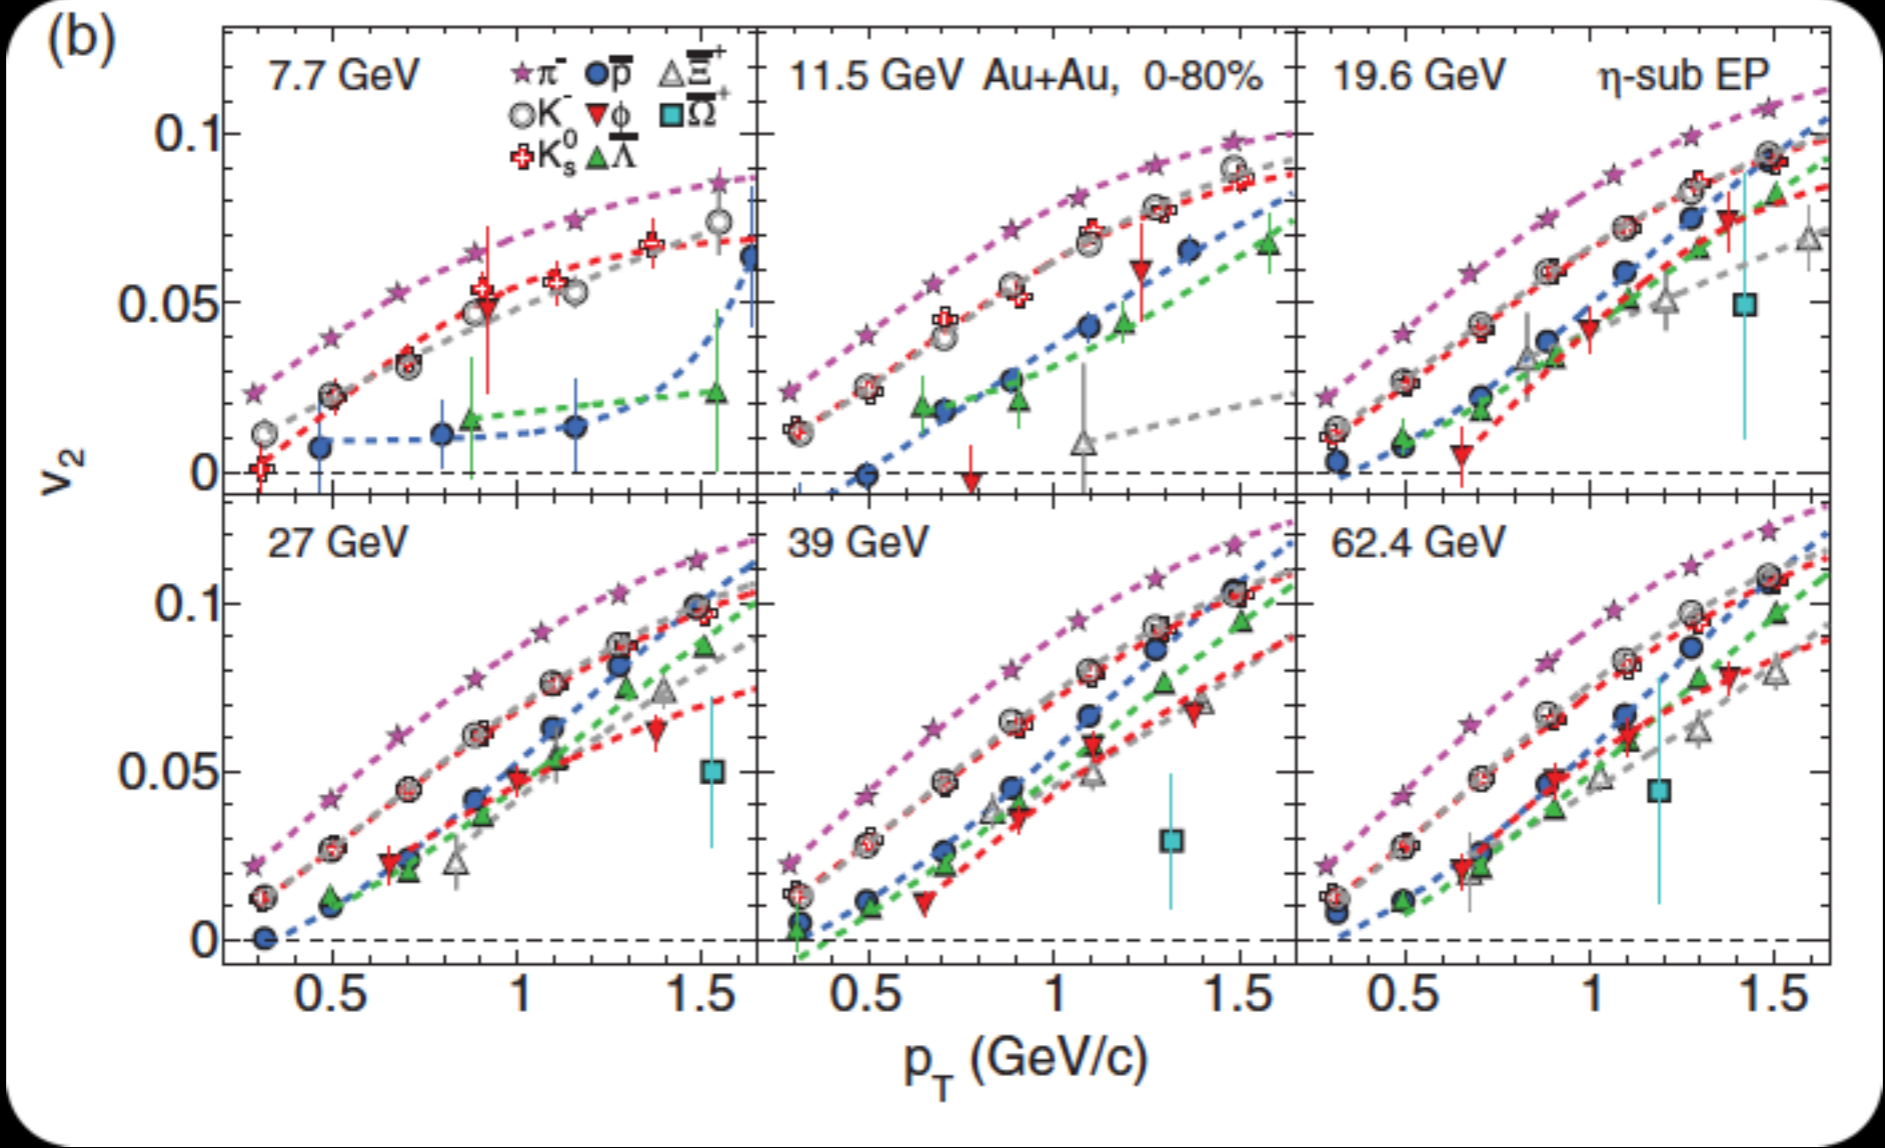 (b)
7.7 GeV
π⁻ p̅ Ξ̅⁺
K⁻ ϕ Ω̅⁺
K⁰ₛ Λ̅
11.5 GeV Au+Au, 0-80%
19.6 GeV η-sub EP
0.1
0.05
0
v₂
27 GeV
39 GeV
62.4 GeV
0.1
0.05
0
0.5 1 1.5 0.5 1 1.5 0.5 1 1.5
p_T (GeV/c)